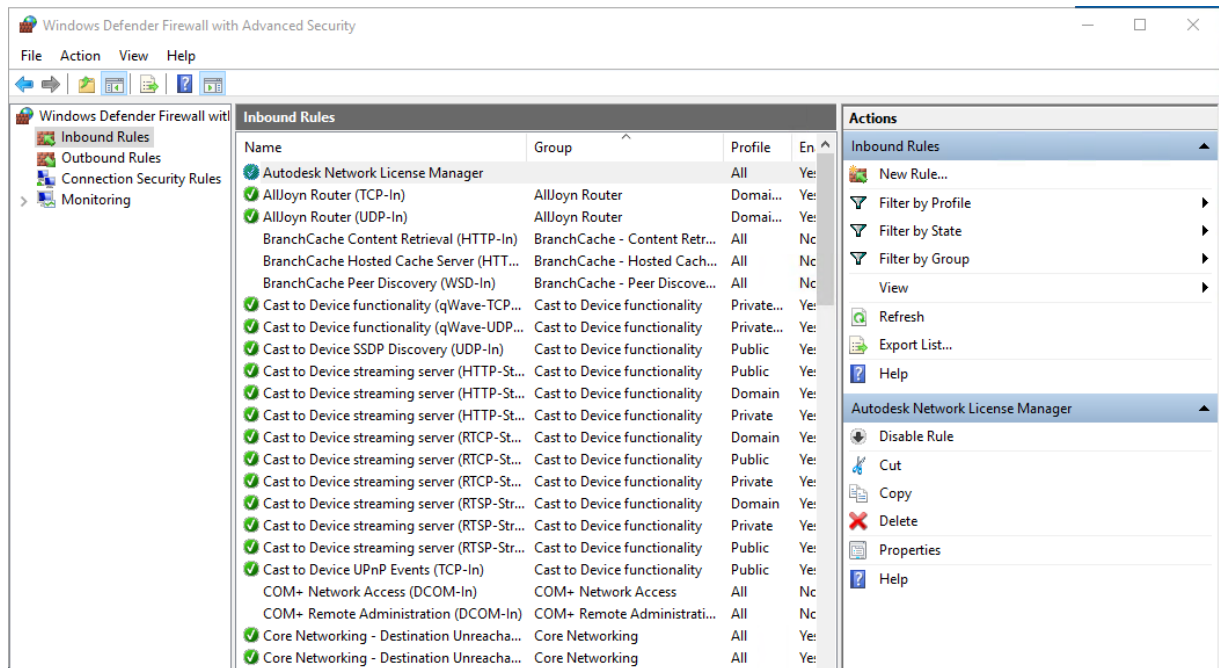 Windows Defender Firewall with Advanced Security
File Action View Help
Windows Defender Firewall witl
Inbound Rules
Outbound Rules
Connection Security Rules
Monitoring
Inbound Rules
Name Group Profile En
Autodesk Network License Manager All Yes
AllJoyn Router (TCP-In) AllJoyn Router Domai... Yes
AllJoyn Router (UDP-In) AllJoyn Router Domai... Yes
BranchCache Content Retrieval (HTTP-In) BranchCache - Content Retr... All Nc
BranchCache Hosted Cache Server (HTT... BranchCache - Hosted Cach... All Nc
BranchCache Peer Discovery (WSD-In) BranchCache - Peer Discove... All Nc
Cast to Device functionality (qWave-TCP... Cast to Device functionality Private... Yes
Cast to Device functionality (qWave-UDP... Cast to Device functionality Private... Yes
Cast to Device SSDP Discovery (UDP-In) Cast to Device functionality Public Yes
Cast to Device streaming server (HTTP-St... Cast to Device functionality Public Yes
Cast to Device streaming server (HTTP-St... Cast to Device functionality Domain Yes
Cast to Device streaming server (HTTP-St... Cast to Device functionality Private Yes
Cast to Device streaming server (RTCP-St... Cast to Device functionality Domain Yes
Cast to Device streaming server (RTCP-St... Cast to Device functionality Public Yes
Cast to Device streaming server (RTCP-St... Cast to Device functionality Private Yes
Cast to Device streaming server (RTSP-Str... Cast to Device functionality Domain Yes
Cast to Device streaming server (RTSP-Str... Cast to Device functionality Private Yes
Cast to Device streaming server (RTSP-Str... Cast to Device functionality Public Yes
Cast to Device UPnP Events (TCP-In) Cast to Device functionality Public Yes
COM+ Network Access (DCOM-In) COM+ Network Access All Nc
COM+ Remote Administration (DCOM-In) COM+ Remote Administrati... All Nc
Core Networking - Destination Unreacha... Core Networking All Yes
Core Networking - Destination Unreacha... Core Networking All Yes
Actions
Inbound Rules
New Rule...
Filter by Profile
Filter by State
Filter by Group
View
Refresh
Export List...
Help
Autodesk Network License Manager
Disable Rule
Cut
Copy
Delete
Properties
Help